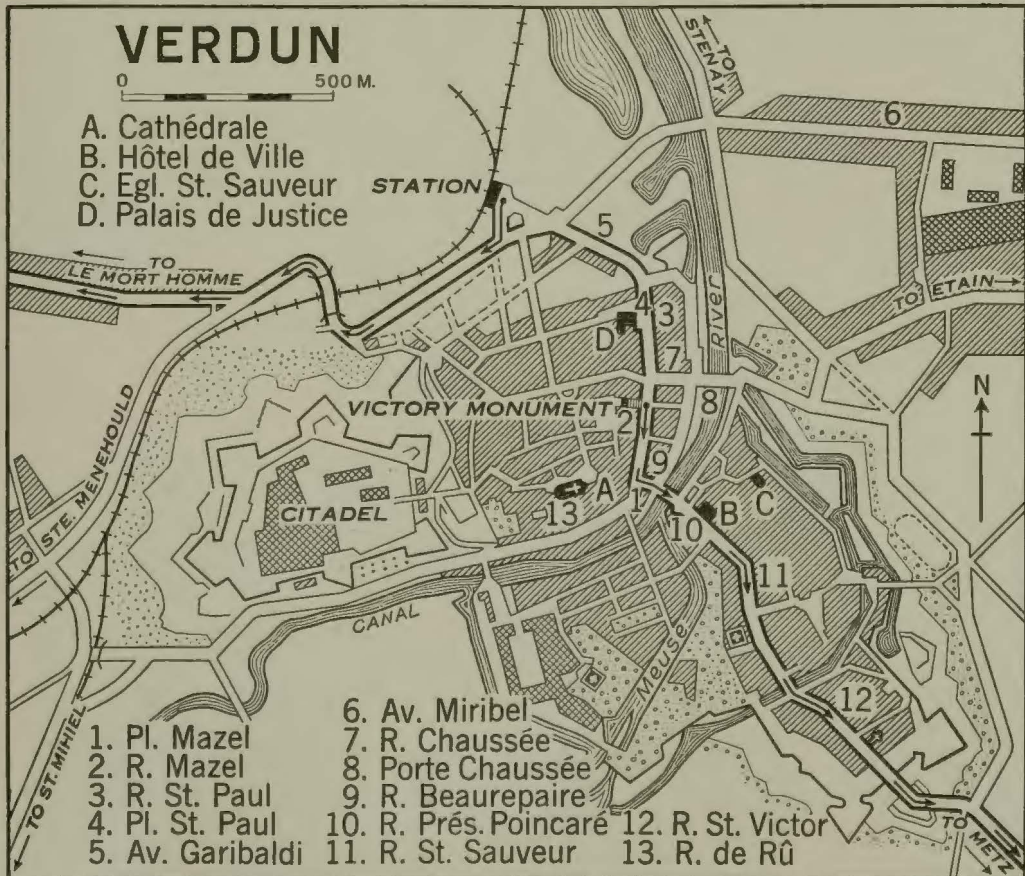 VERDUN
0 500 M.
A. Cathédrale
B. Hôtel de Ville
C. Egl. St. Sauveur
D. Palais de Justice
STATION
TO STENAY
6
5
TO
LE MORT HOMME
TO ETAIN
4
3
D
River
7
VICTORY MONUMENT
2
8
N
TO STE. MENEHOULD
CITADEL
13
A
9
1
10
B
C
11
CANAL
Meuse
12
TO ST. MIHIEL
TO METZ
1. Pl. Mazel
2. R. Mazel
3. R. St. Paul
4. Pl. St. Paul
5. Av. Garibaldi
6. Av. Miribel
7. R. Chaussée
8. Porte Chaussée
9. R. Beaurepaire
10. R. Prés. Poincaré
11. R. St. Sauveur
12. R. St. Victor
13. R. de Rû